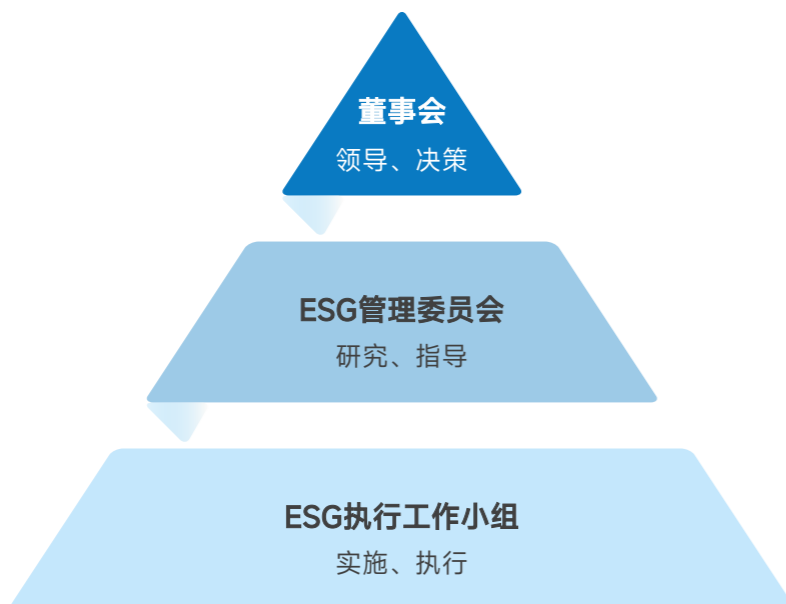 董事会
领导、决策
ESG管理委员会
研究、指导
ESG执行工作小组
实施、执行